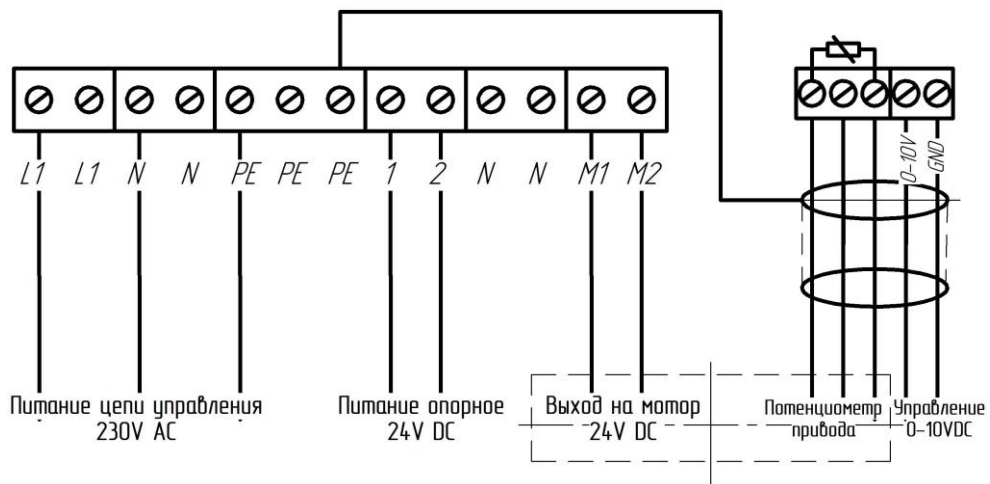 L1 L1 N N PE PE PE 1 2 N N M1 M2
0-10V
GND
Питание цепи управления
230V AC
Питание опорное
24V DC
Выход на мотор
24V DC
Потенциометр
привода
Управление
0-10VDC